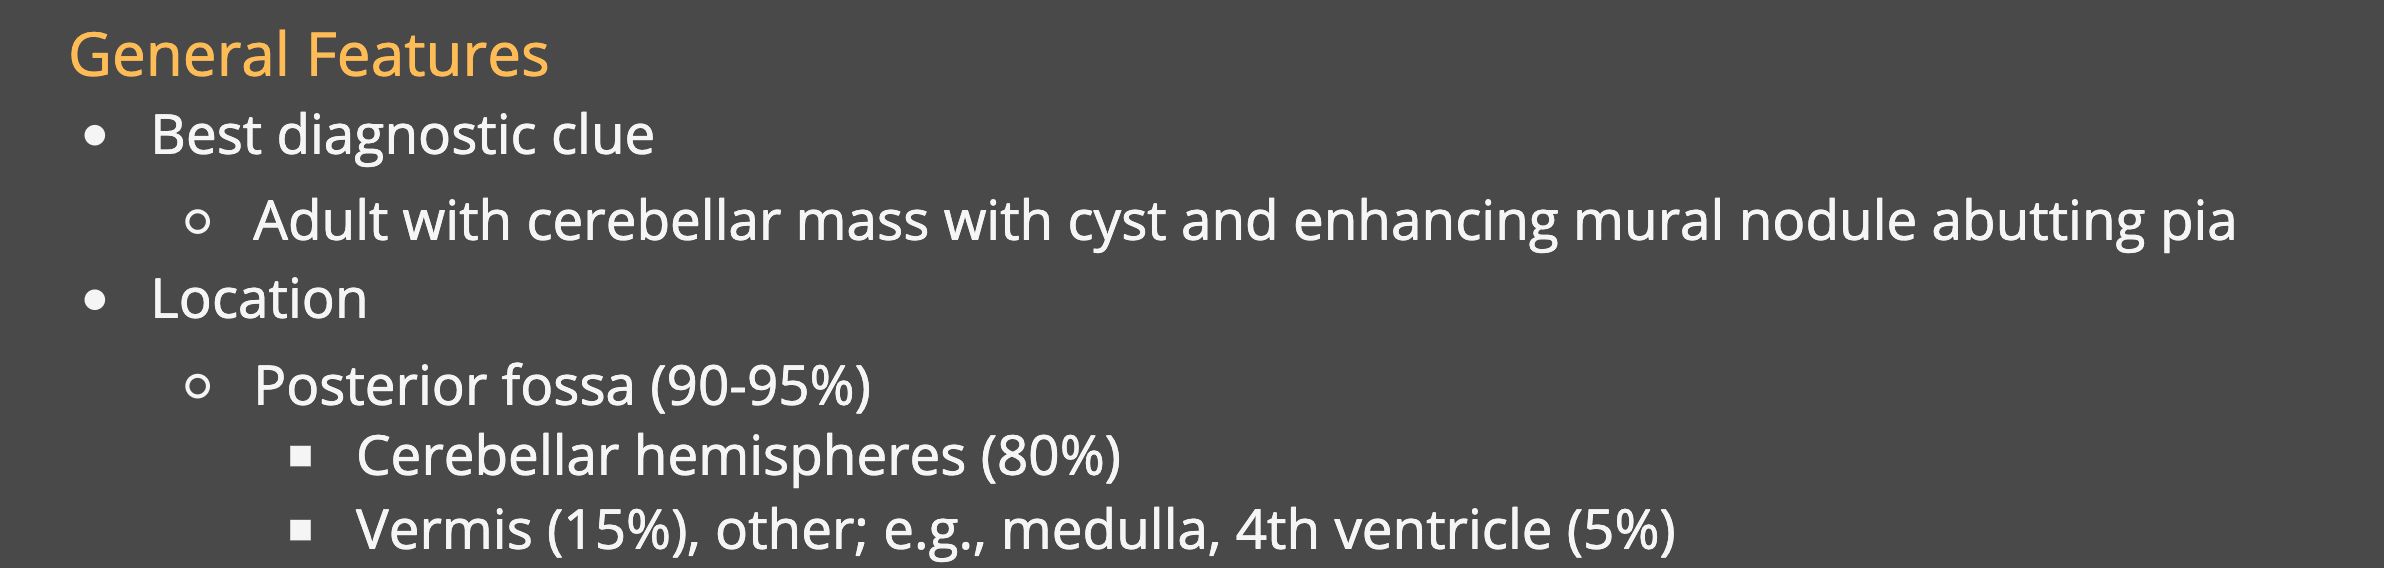 General Features
• Best diagnostic clue
○ Adult with cerebellar mass with cyst and enhancing mural nodule abutting pia
• Location
○ Posterior fossa (90-95%)
▪ Cerebellar hemispheres (80%)
▪ Vermis (15%), other; e.g., medulla, 4th ventricle (5%)